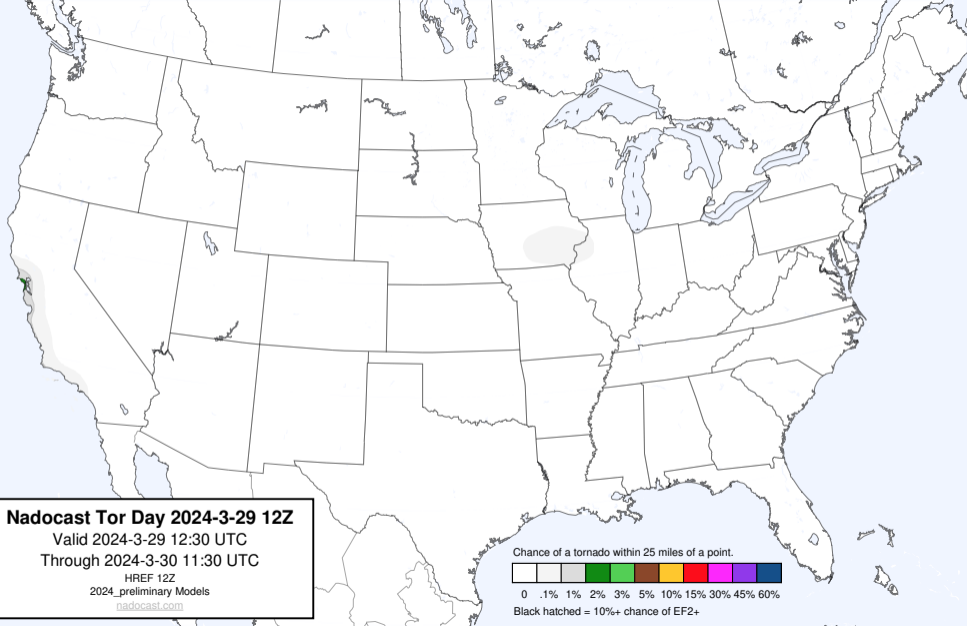 Nadocast Tor Day 2024-3-29 12Z
Valid 2024-3-29 12:30 UTC
Through 2024-3-30 11:30 UTC
HREF 12Z
2024_preliminary Models
nadocast.com
Chance of a tornado within 25 miles of a point.
0 .1% 1% 2% 3% 5% 10% 15% 30% 45% 60%
Black hatched = 10%+ chance of EF2+